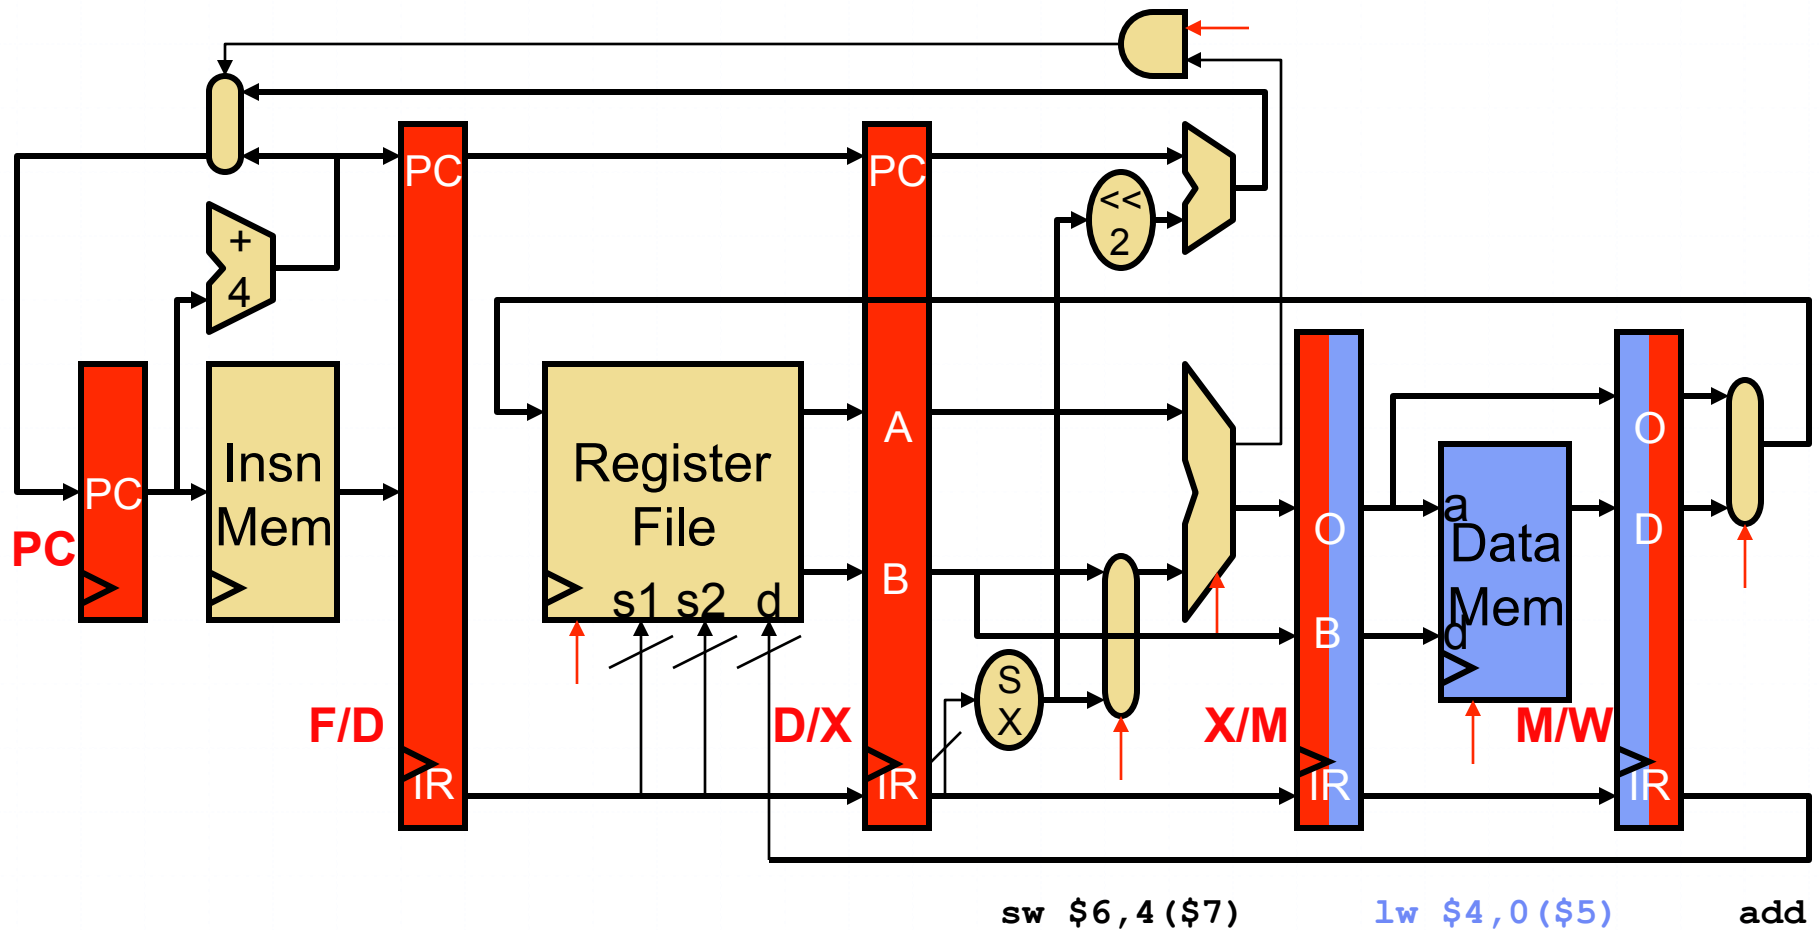 PC
PC
<<
2
+
4
Insn
Mem
Register
File
s1 s2 d
A
B
O
B
a
Data
Mem
d
O
D
PC
PC
S
X
F/D
D/X
X/M
M/W
IR
IR
IR
IR
sw $6,4($7)
lw $4,0($5)
add